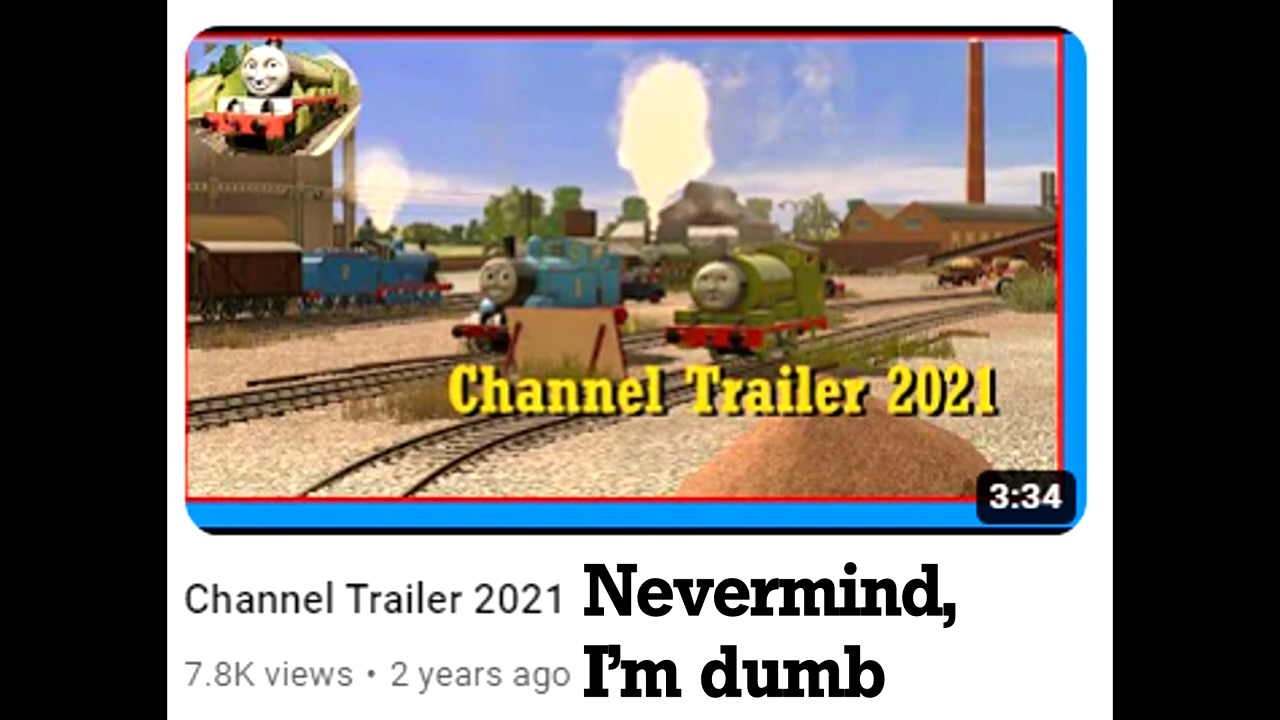 Channel Trailer 2021
3:34
Channel Trailer 2021
7.8K views • 2 years ago
Nevermind,
I'm dumb